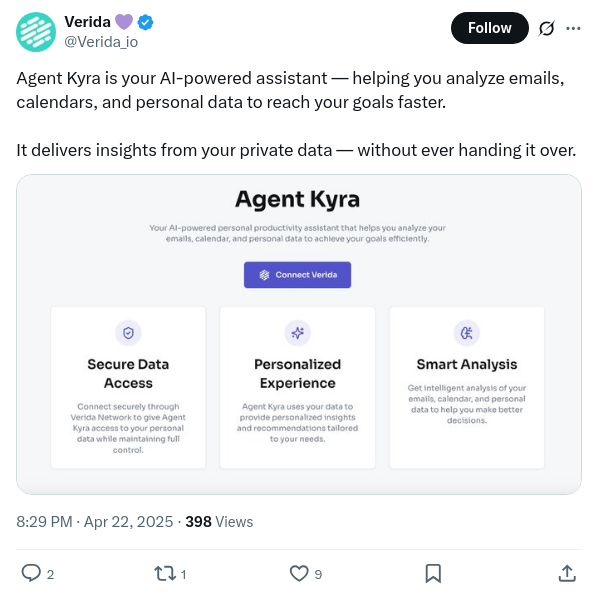 Verida 💜
@Verida_io
Follow
Agent Kyra is your AI-powered assistant — helping you analyze emails,
calendars, and personal data to reach your goals faster.
It delivers insights from your private data — without ever handing it over.
Agent Kyra
Your AI-powered personal productivity assistant that helps you analyze your
emails, calendar, and personal data to achieve your goals efficiently.
Connect Verida
Secure Data
Access
Connect securely through
Verida Network to give Agent
Kyra access to your personal
data while maintaining full
control.
Personalized
Experience
Agent Kyra uses your data to
provide personalized insights
and recommendations tailored
to your needs.
Smart Analysis
Get intelligent analysis of your
emails, calendar, and personal
data to help you make better
decisions.
8:29 PM · Apr 22, 2025 · 398 Views
2
1
9